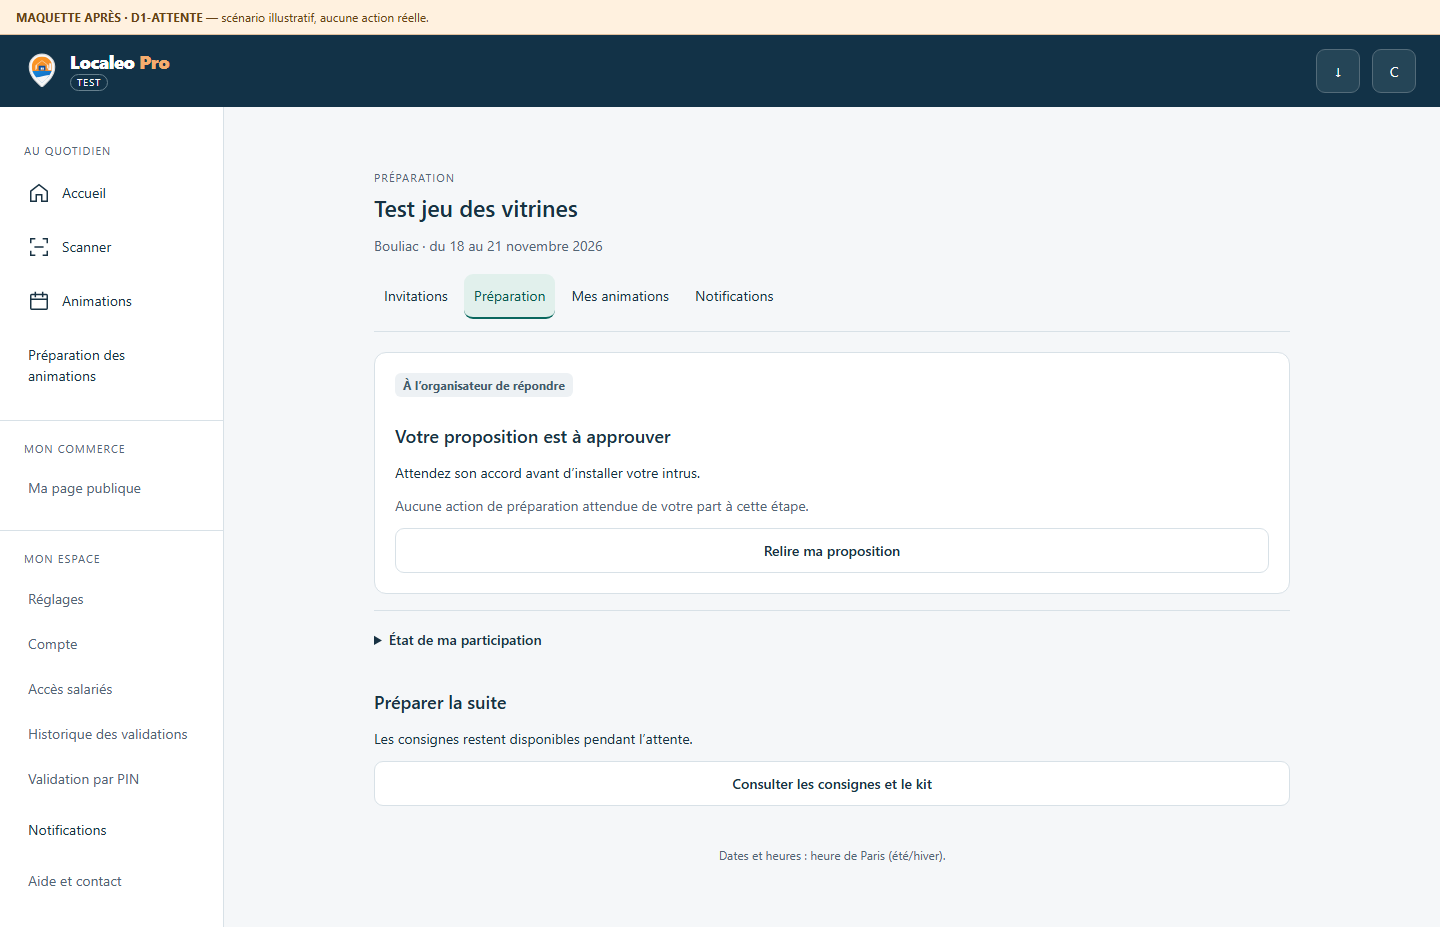 MAQUETTE APRÈS · D1-ATTENTE — scénario illustratif, aucune action réelle.
Localeo Pro
TEST
↓
C
AU QUOTIDIEN
Accueil
Scanner
Animations
Préparation des
animations
MON COMMERCE
Ma page publique
MON ESPACE
Réglages
Compte
Accès salariés
Historique des validations
Validation par PIN
Notifications
Aide et contact
PRÉPARATION
Test jeu des vitrines
Bouliac · du 18 au 21 novembre 2026
Invitations Préparation Mes animations Notifications
À l’organisateur de répondre
Votre proposition est à approuver
Attendez son accord avant d’installer votre intrus.
Aucune action de préparation attendue de votre part à cette étape.
Relire ma proposition
État de ma participation
Préparer la suite
Les consignes restent disponibles pendant l’attente.
Consulter les consignes et le kit
Dates et heures : heure de Paris (été/hiver).